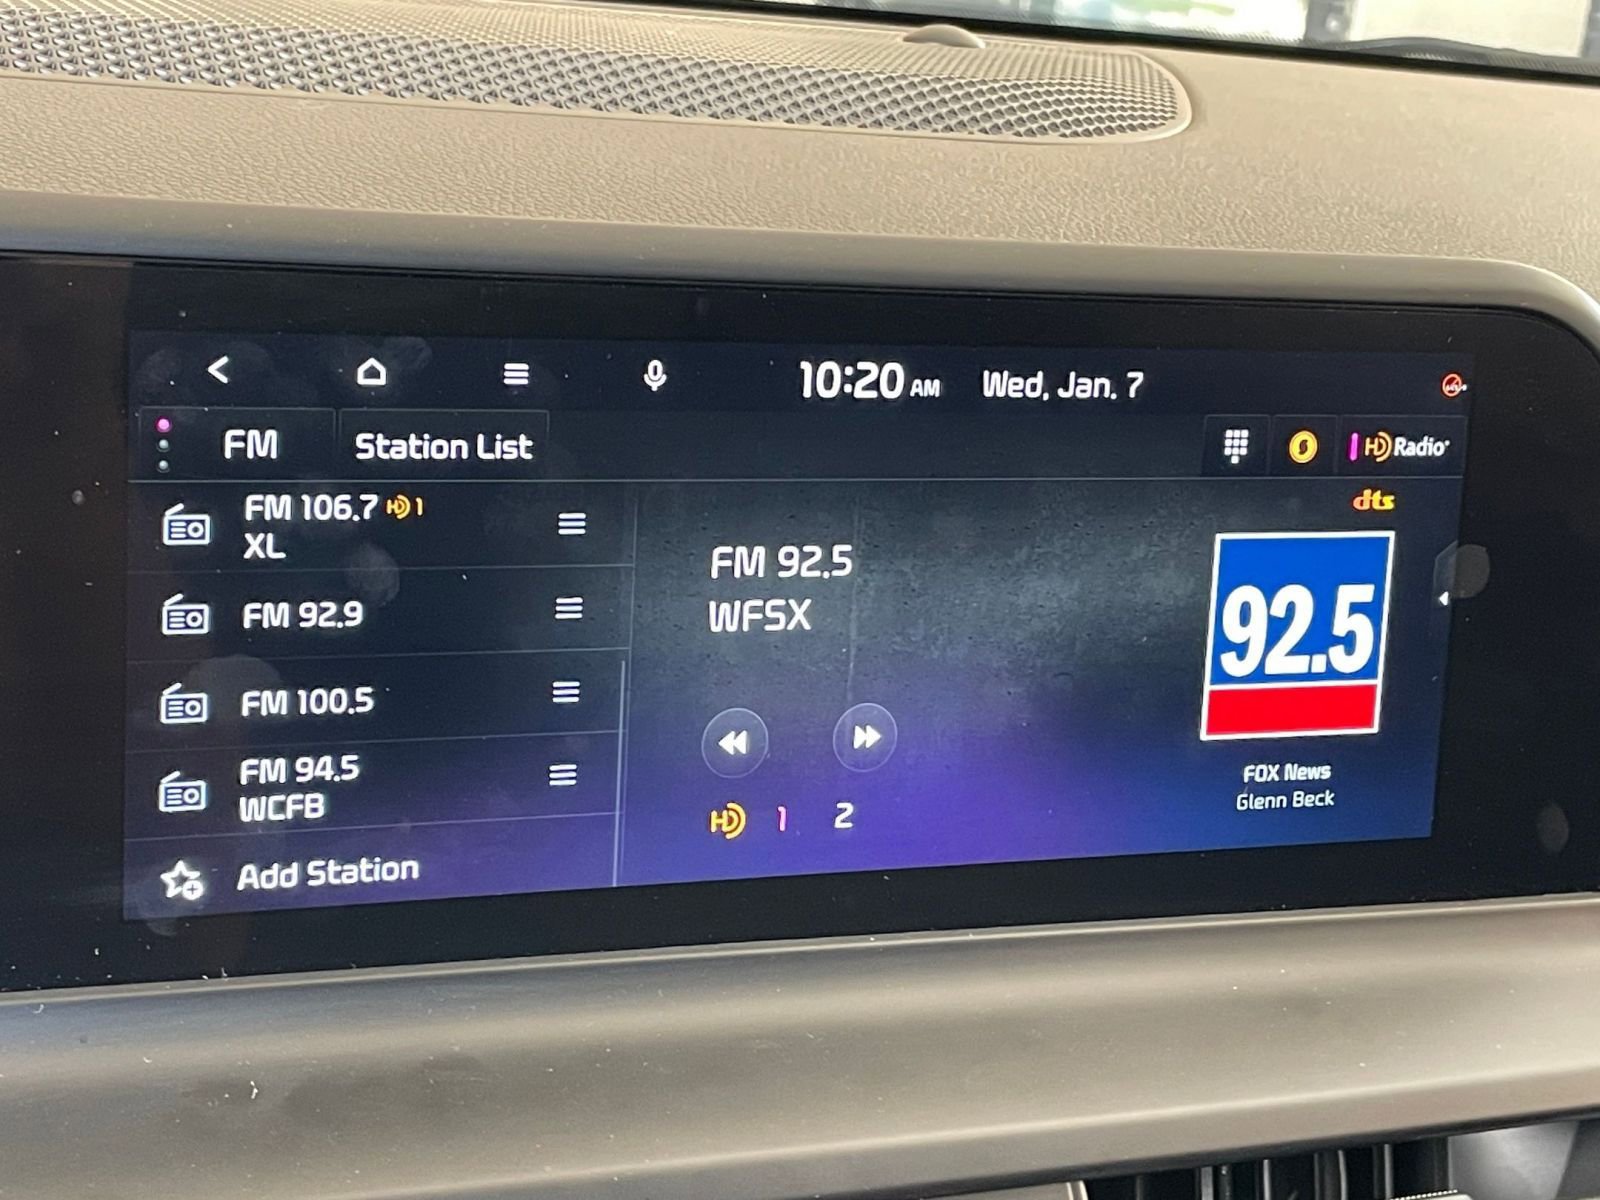 10:20 AM Wed, Jan. 7
FM Station List
HD Radio
dts
FM 106.7 HD 1
XL
FM 92.9
FM 100.5
FM 94.5
WCFB
Add Station
FM 92.5
WFSX
HD 1 2
92.5
FOX News
Glenn Beck